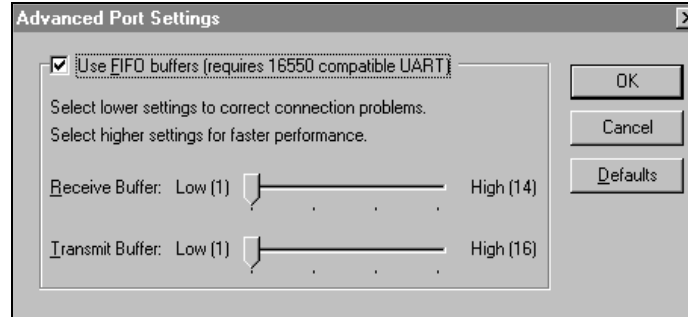 Advanced Port Settings
Use FIFO buffers (requires 16550 compatible UART)
Select lower settings to correct connection problems.
Select higher settings for faster performance.
Receive Buffer: Low (1) High (14)
Transmit Buffer: Low (1) High (16)
OK
Cancel
Defaults